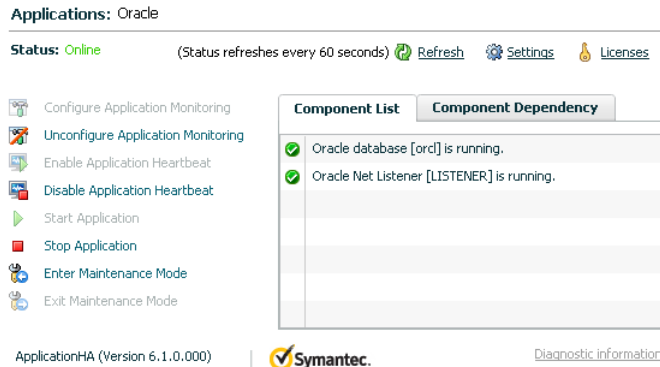 Applications: Oracle
Status: Online (Status refreshes every 60 seconds) Refresh Settings Licenses
Configure Application Monitoring
Unconfigure Application Monitoring
Enable Application Heartbeat
Disable Application Heartbeat
Start Application
Stop Application
Enter Maintenance Mode
Exit Maintenance Mode
Component List Component Dependency
Oracle database [orcl] is running.
Oracle Net Listener [LISTENER] is running.
ApplicationHA (Version 6.1.0.000) Symantec. Diagnostic information